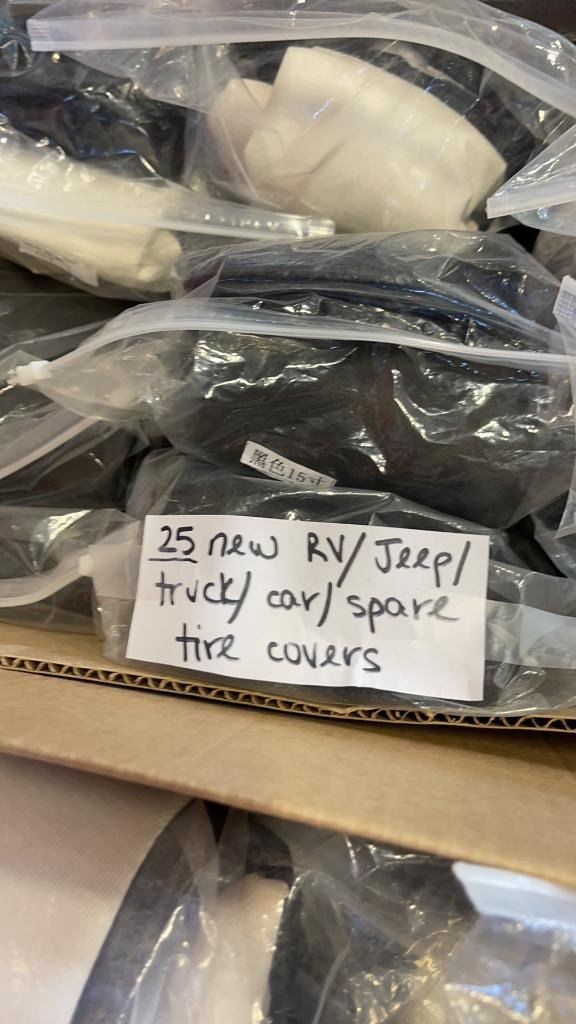 黑色15寸
25 new RV/Jeep/
truck/ car/ spare
tire covers